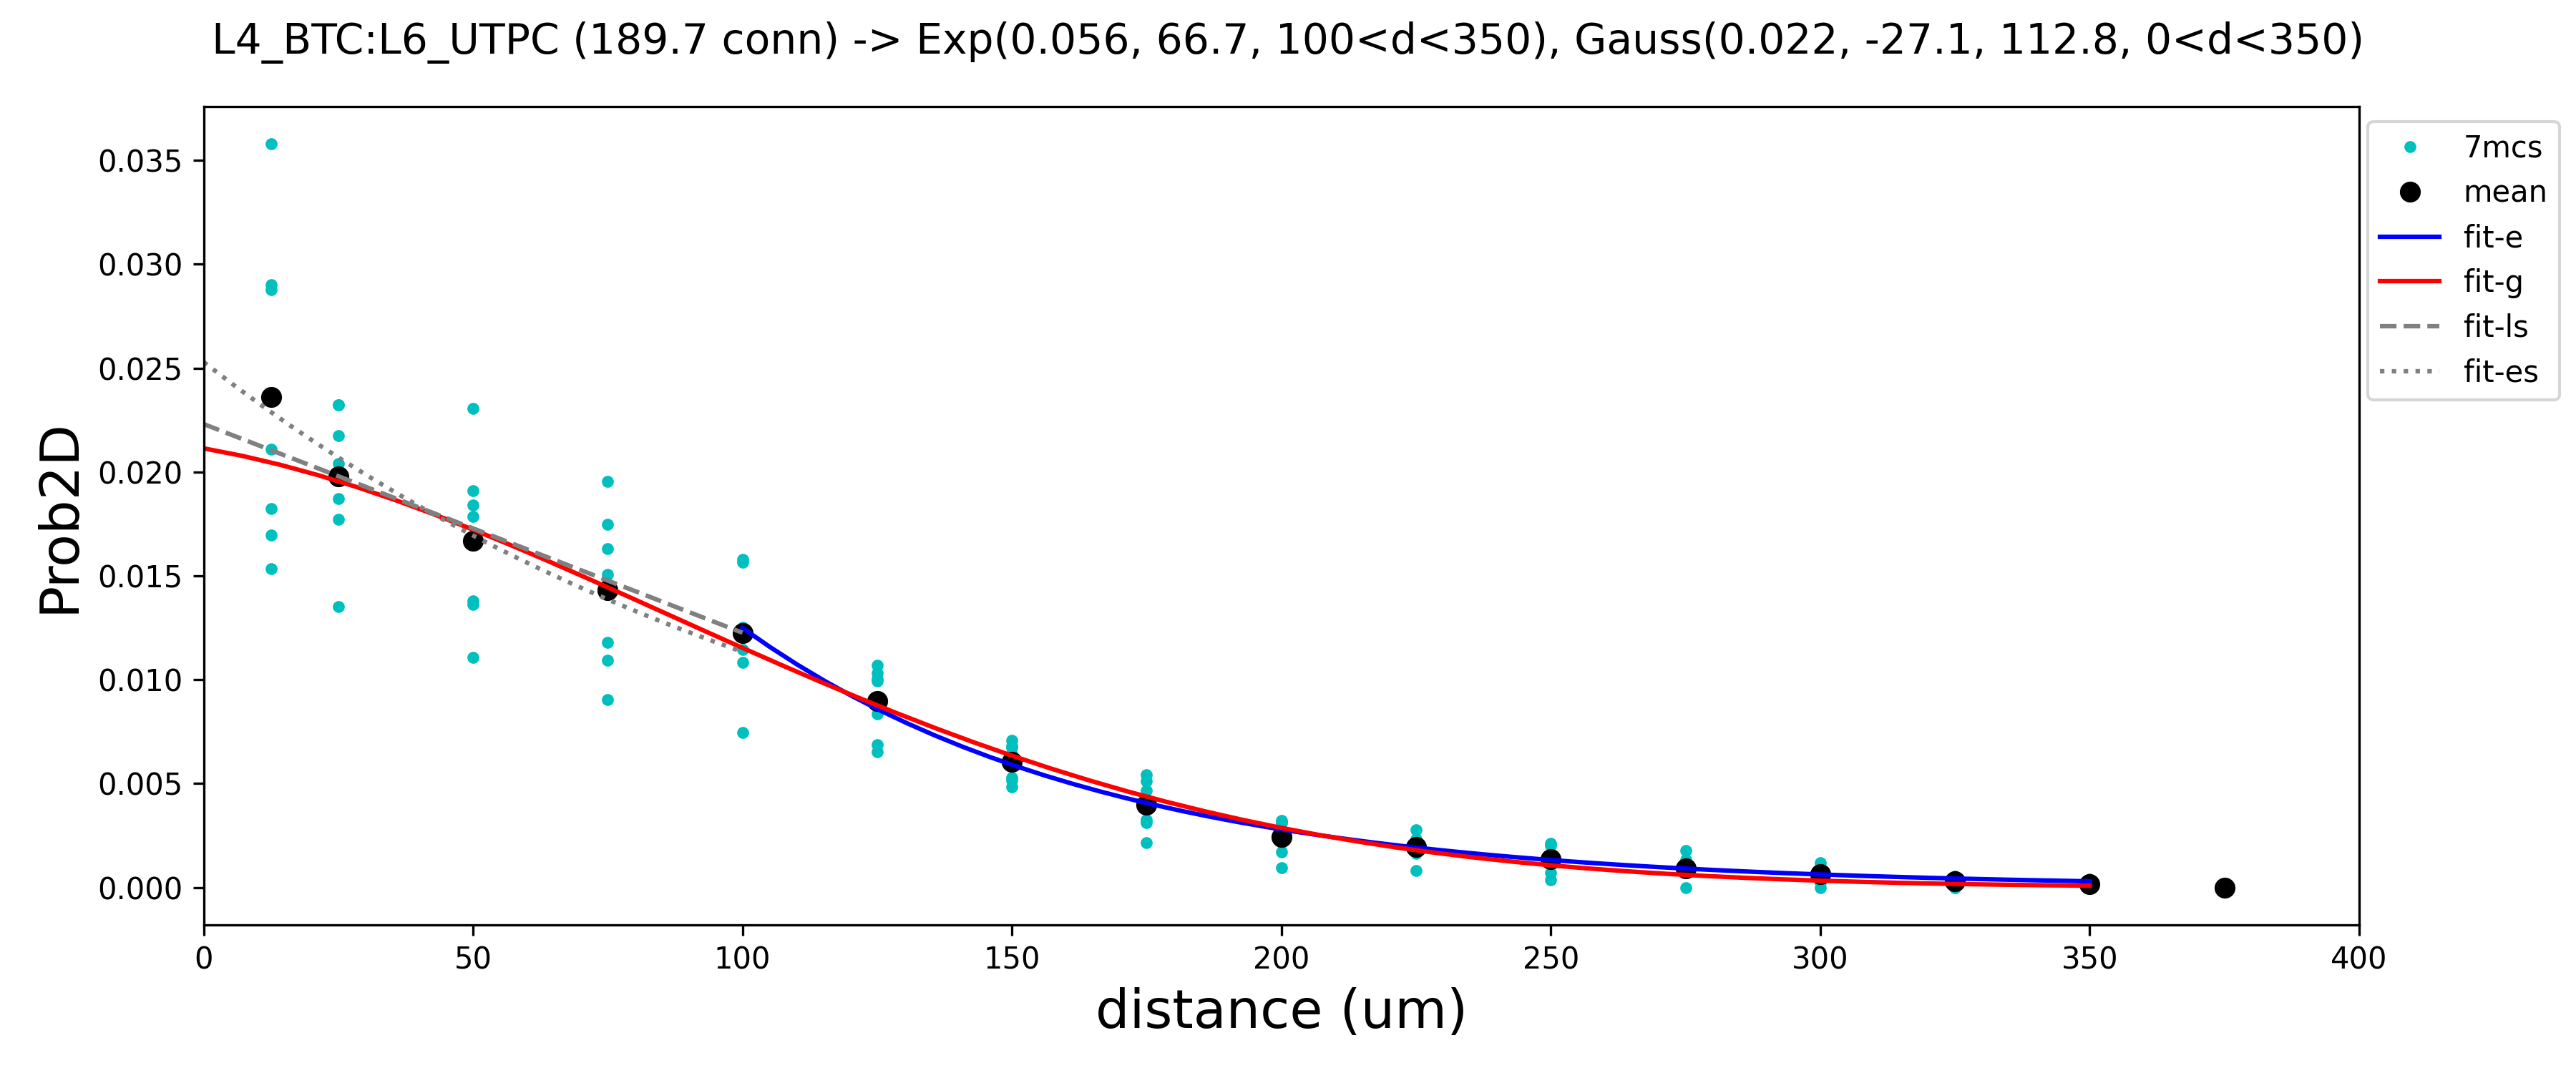 L4_BTC:L6_UTPC (189.7 conn) -> Exp(0.056, 66.7, 100<d<350), Gauss(0.022, -27.1, 112.8, 0<d<350)
Prob2D
0.035
0.030
0.025
0.020
0.015
0.010
0.005
0.000
0 50 100 150 200 250 300 350 400
distance (um)
7mcs
mean
fit-e
fit-g
fit-ls
fit-es